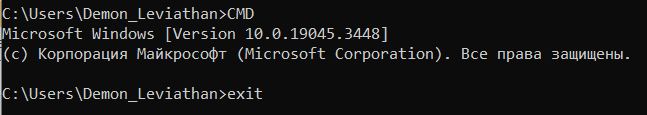 C:\Users\Demon_Leviathan>CMD
Microsoft Windows [Version 10.0.19045.3448]
(c) Корпорация Майкрософт (Microsoft Corporation). Все права защищены.
C:\Users\Demon_Leviathan>exit